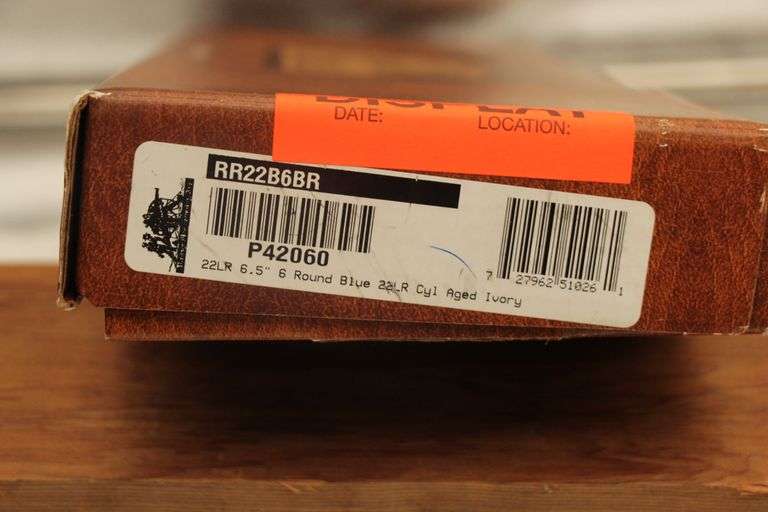 DISPLAY
DATE:
LOCATION:
RR22B6BR
P42060
7 27962 51026 1
22LR 6.5" 6 Round Blue 22LR Cyl Aged Ivory